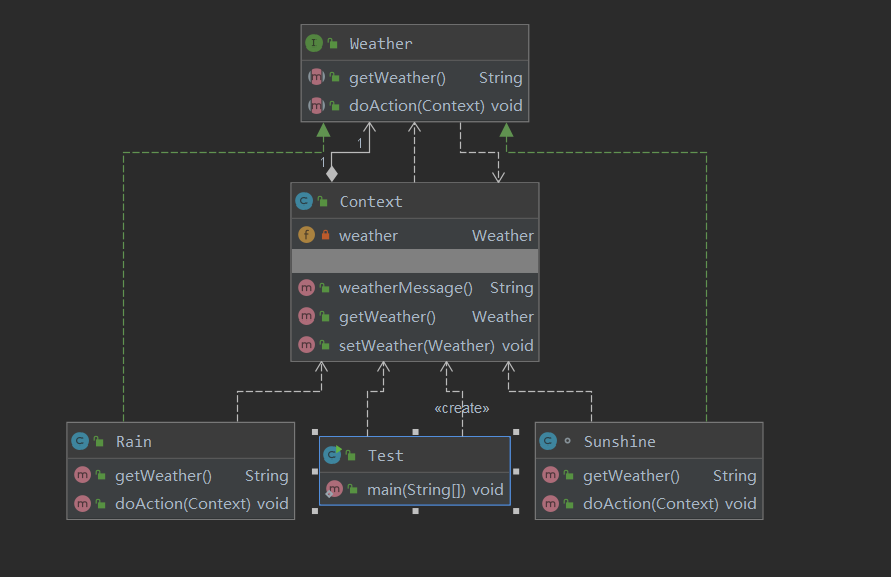 I Weather
m getWeather() String
m doAction(Context) void
1
1
C Context
f weather Weather
m weatherMessage() String
m getWeather() Weather
m setWeather(Weather) void
«create»
C Rain
m getWeather() String
m doAction(Context) void
C Test
m main(String[]) void
C Sunshine
m getWeather() String
m doAction(Context) void